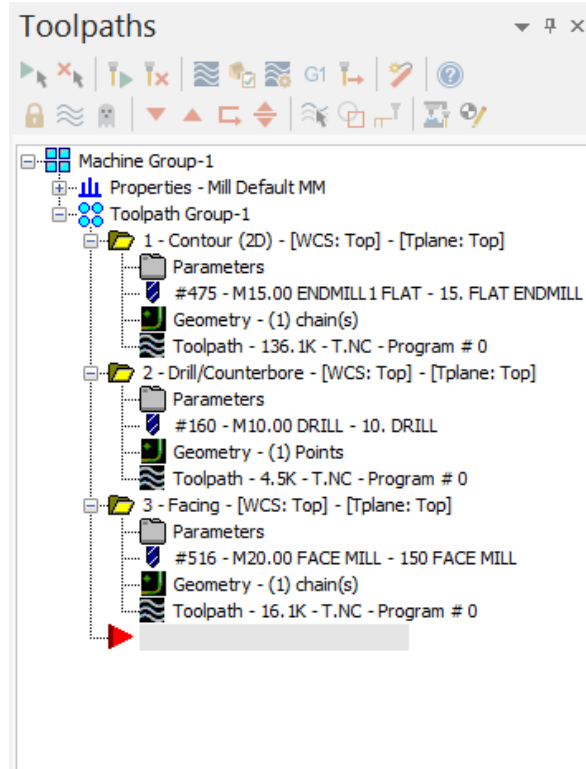 Toolpaths
G1
Machine Group-1
Properties - Mill Default MM
Toolpath Group-1
1 - Contour (2D) - [WCS: Top] - [Tplane: Top]
Parameters
#475 - M15.00 ENDMILL1 FLAT - 15. FLAT ENDMILL
Geometry - (1) chain(s)
Toolpath - 136.1K - T.NC - Program # 0
2 - Drill/Counterbore - [WCS: Top] - [Tplane: Top]
Parameters
#160 - M10.00 DRILL - 10. DRILL
Geometry - (1) Points
Toolpath - 4.5K - T.NC - Program # 0
3 - Facing - [WCS: Top] - [Tplane: Top]
Parameters
#516 - M20.00 FACE MILL - 150 FACE MILL
Geometry - (1) chain(s)
Toolpath - 16.1K - T.NC - Program # 0